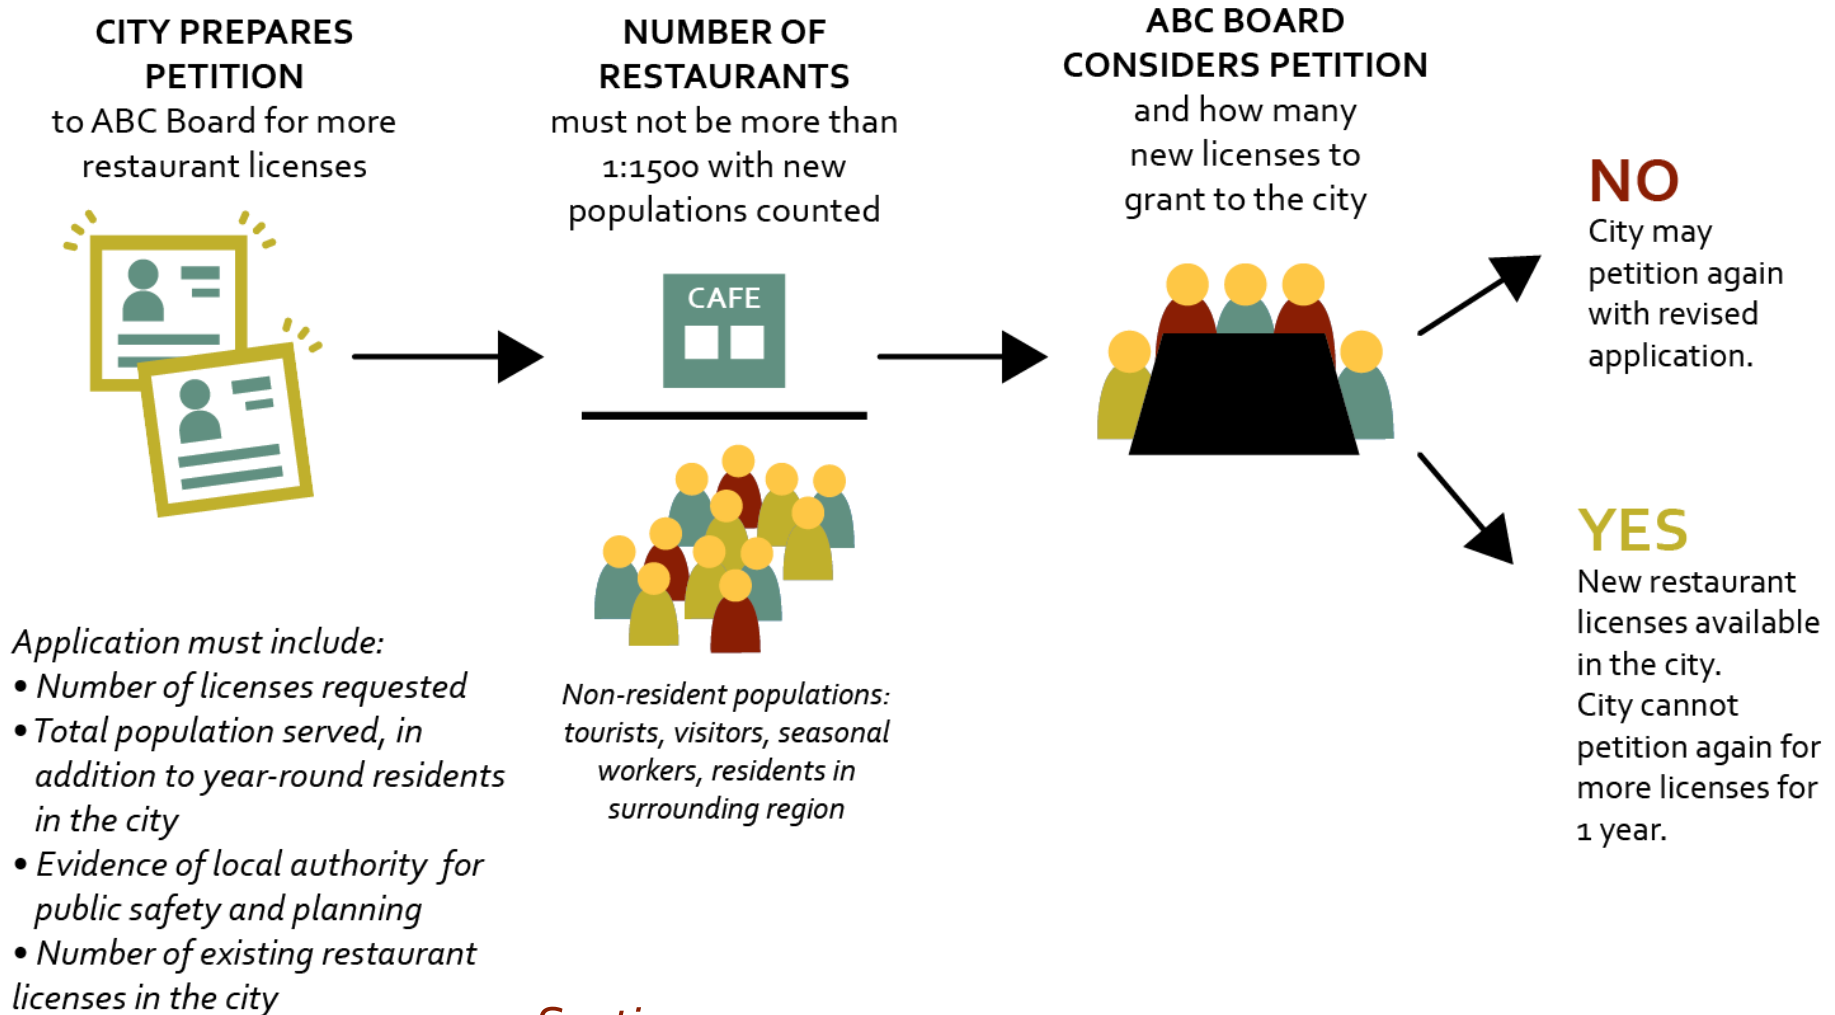 CITY PREPARES
PETITION
to ABC Board for more
restaurant licenses
Application must include:
• Number of licenses requested
• Total population served, in
addition to year-round residents
in the city
• Evidence of local authority for
public safety and planning
• Number of existing restaurant
licenses in the city
NUMBER OF
RESTAURANTS
must not be more than
1:1500 with new
populations counted
CAFE
Non-resident populations:
tourists, visitors, seasonal
workers, residents in
surrounding region
ABC BOARD
CONSIDERS PETITION
and how many
new licenses to
grant to the city
NO
City may
petition again
with revised
application.
YES
New restaurant
licenses available
in the city.
City cannot
petition again for
more licenses for
1 year.